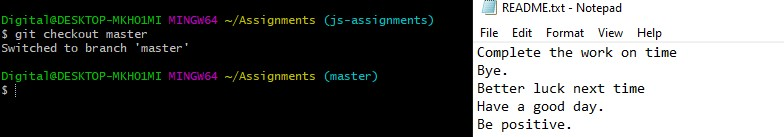 Digital@DESKTOP-MKHO1MI MINGW64 ~/Assignments (js-assignments)
$ git checkout master
Switched to branch 'master'
Digital@DESKTOP-MKHO1MI MINGW64 ~/Assignments (master)
$
README.txt - Notepad
File Edit Format View Help
Complete the work on time
Bye.
Better luck next time
Have a good day.
Be positive.